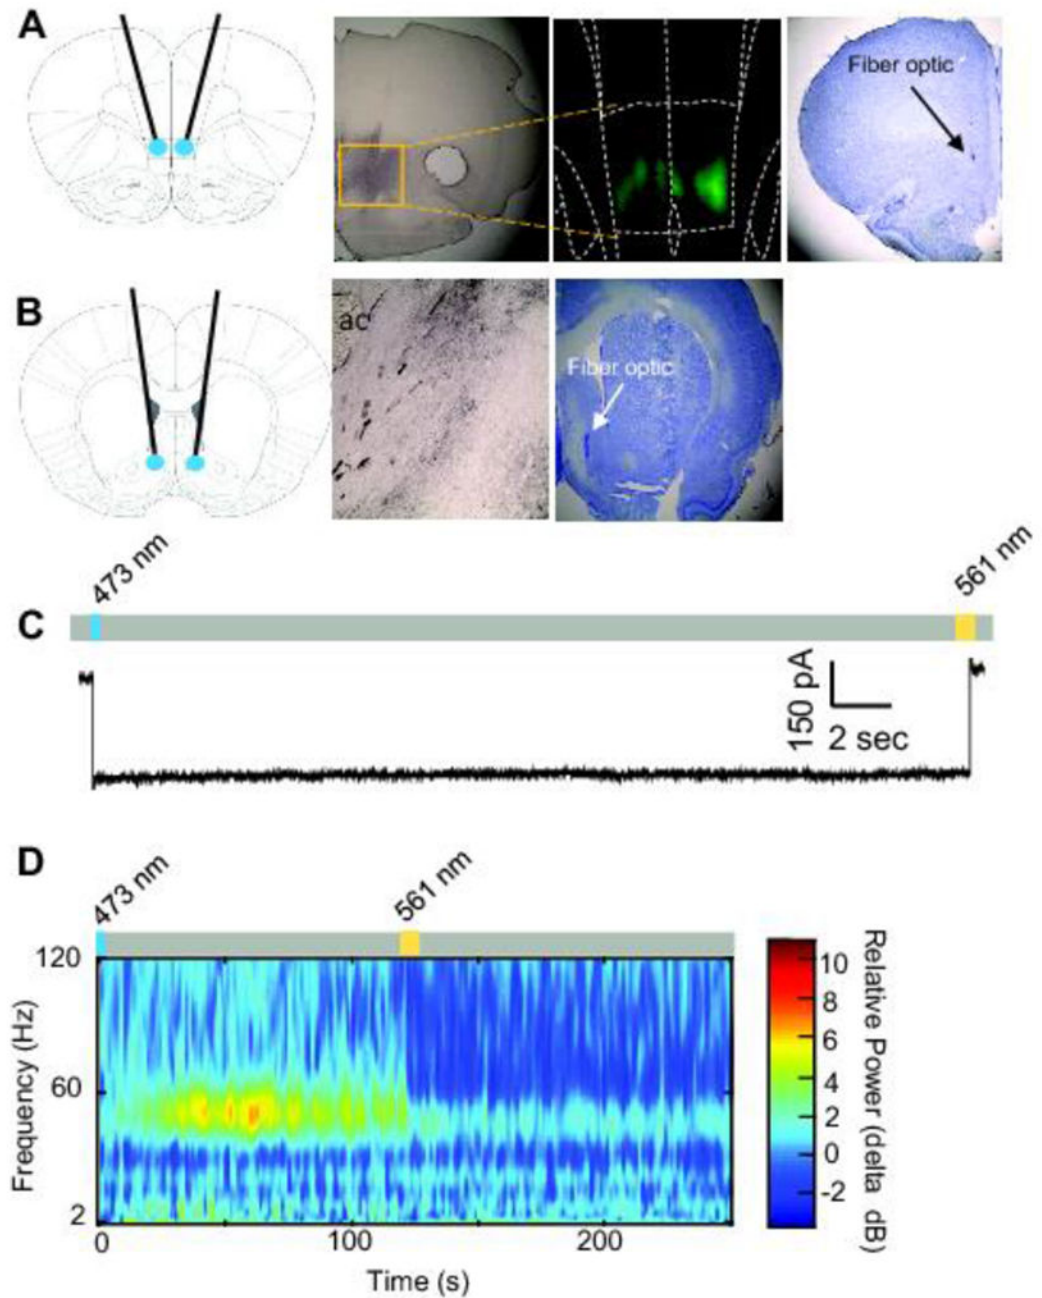 A
Fiber optic
B
ac
Fiber optic
473 nm
561 nm
C
150 pA
2 sec
D
473 nm
561 nm
120
60
2
Frequency (Hz)
0
100
200
Time (s)
10
8
6
4
2
0
-2
Relative Power (delta dB)